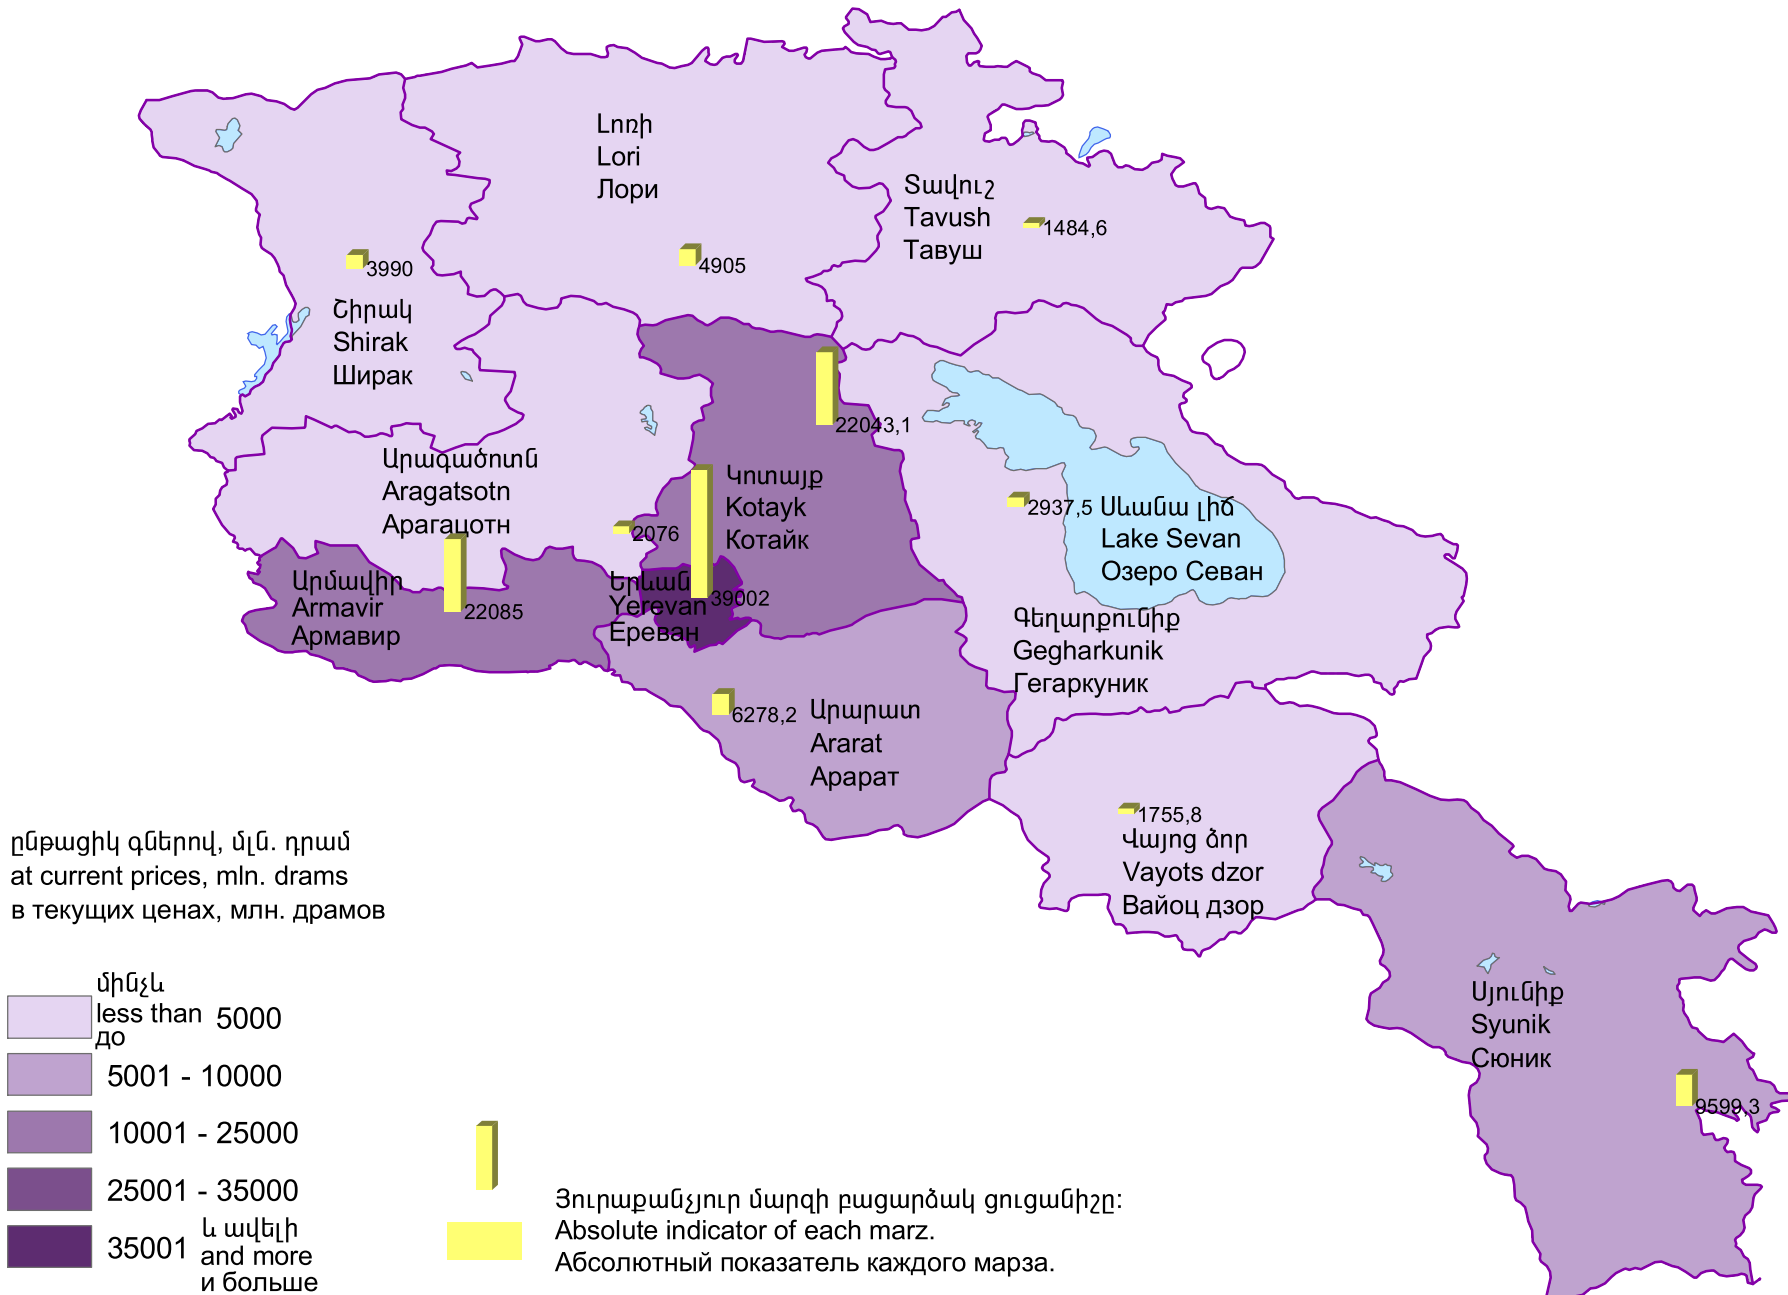 Լոռի
Lori
Лори
Տավուշ
Tavush
Тавуш
1484,6
3990
4905
Շիրակ
Shirak
Ширак
22043,1
Արագածոտն
Aragatsotn
Арагацотн
Կոտայք
Kotayk
Котайк
2937,5
Սևանա լիճ
Lake Sevan
Озеро Севан
2076
Արմավիր
Armavir
Армавир
22085
Երևան
Yerevan
Ереван
39002
Գեղարքունիք
Gegharkunik
Гегаркуник
6278,2
Արարատ
Ararat
Арарат
1755,8
Վայոց ձոր
Vayots dzor
Вайоц дзор
Սյունիք
Syunik
Сюник
9599,3
ընթացիկ գներով, մլն. դրամ
at current prices, mln. drams
в текущих ценах, млн. драмов
մինչև
less than 5000
до
5001 - 10000
10001 - 25000
25001 - 35000
35001
և ավելի
and more
и больше
Յուրաքանչյուր մարզի բացարձակ ցուցանիշը:
Absolute indicator of each marz.
Абсолютный показатель каждого марза.